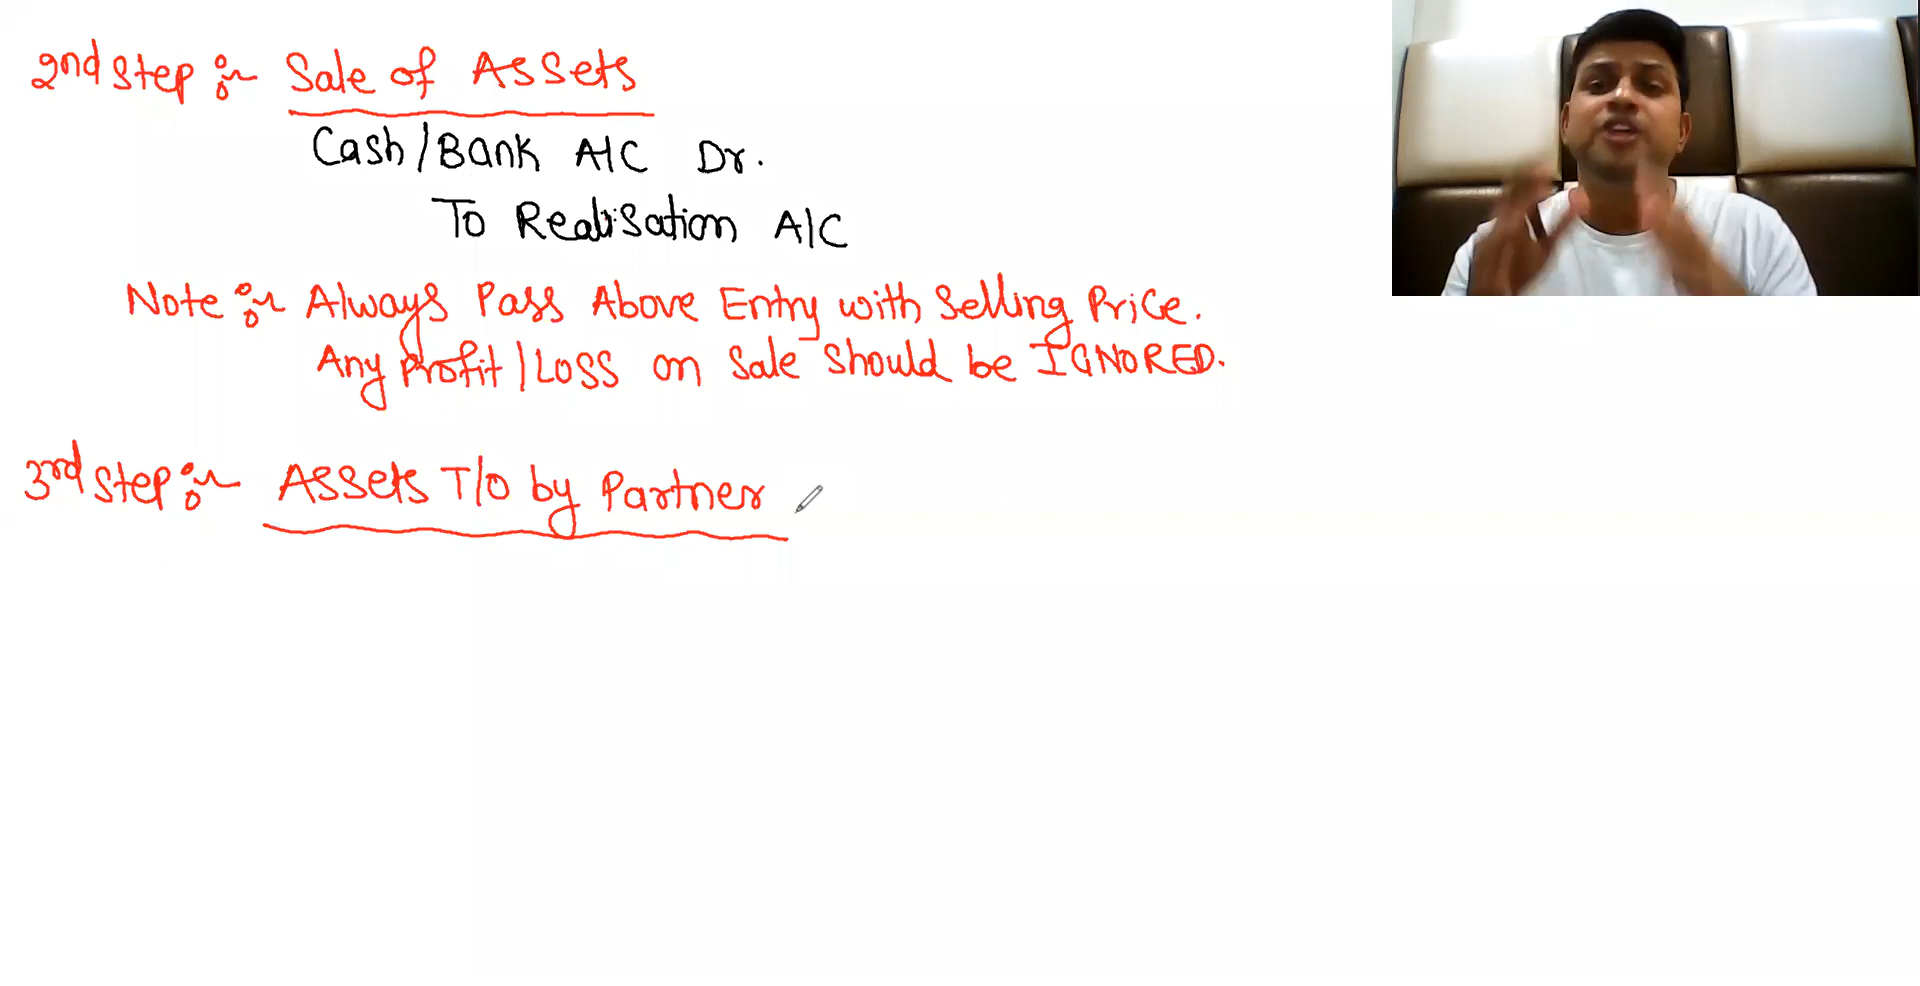 2nd Step :- Sale of Assets
Cash/Bank A/C Dr.
To Realisation A/C
Note :- Always Pass Above Entry with Selling Price.
Any Profit/Loss on Sale Should be IGNORED.
3rd Step :- Assets T/O by Partner